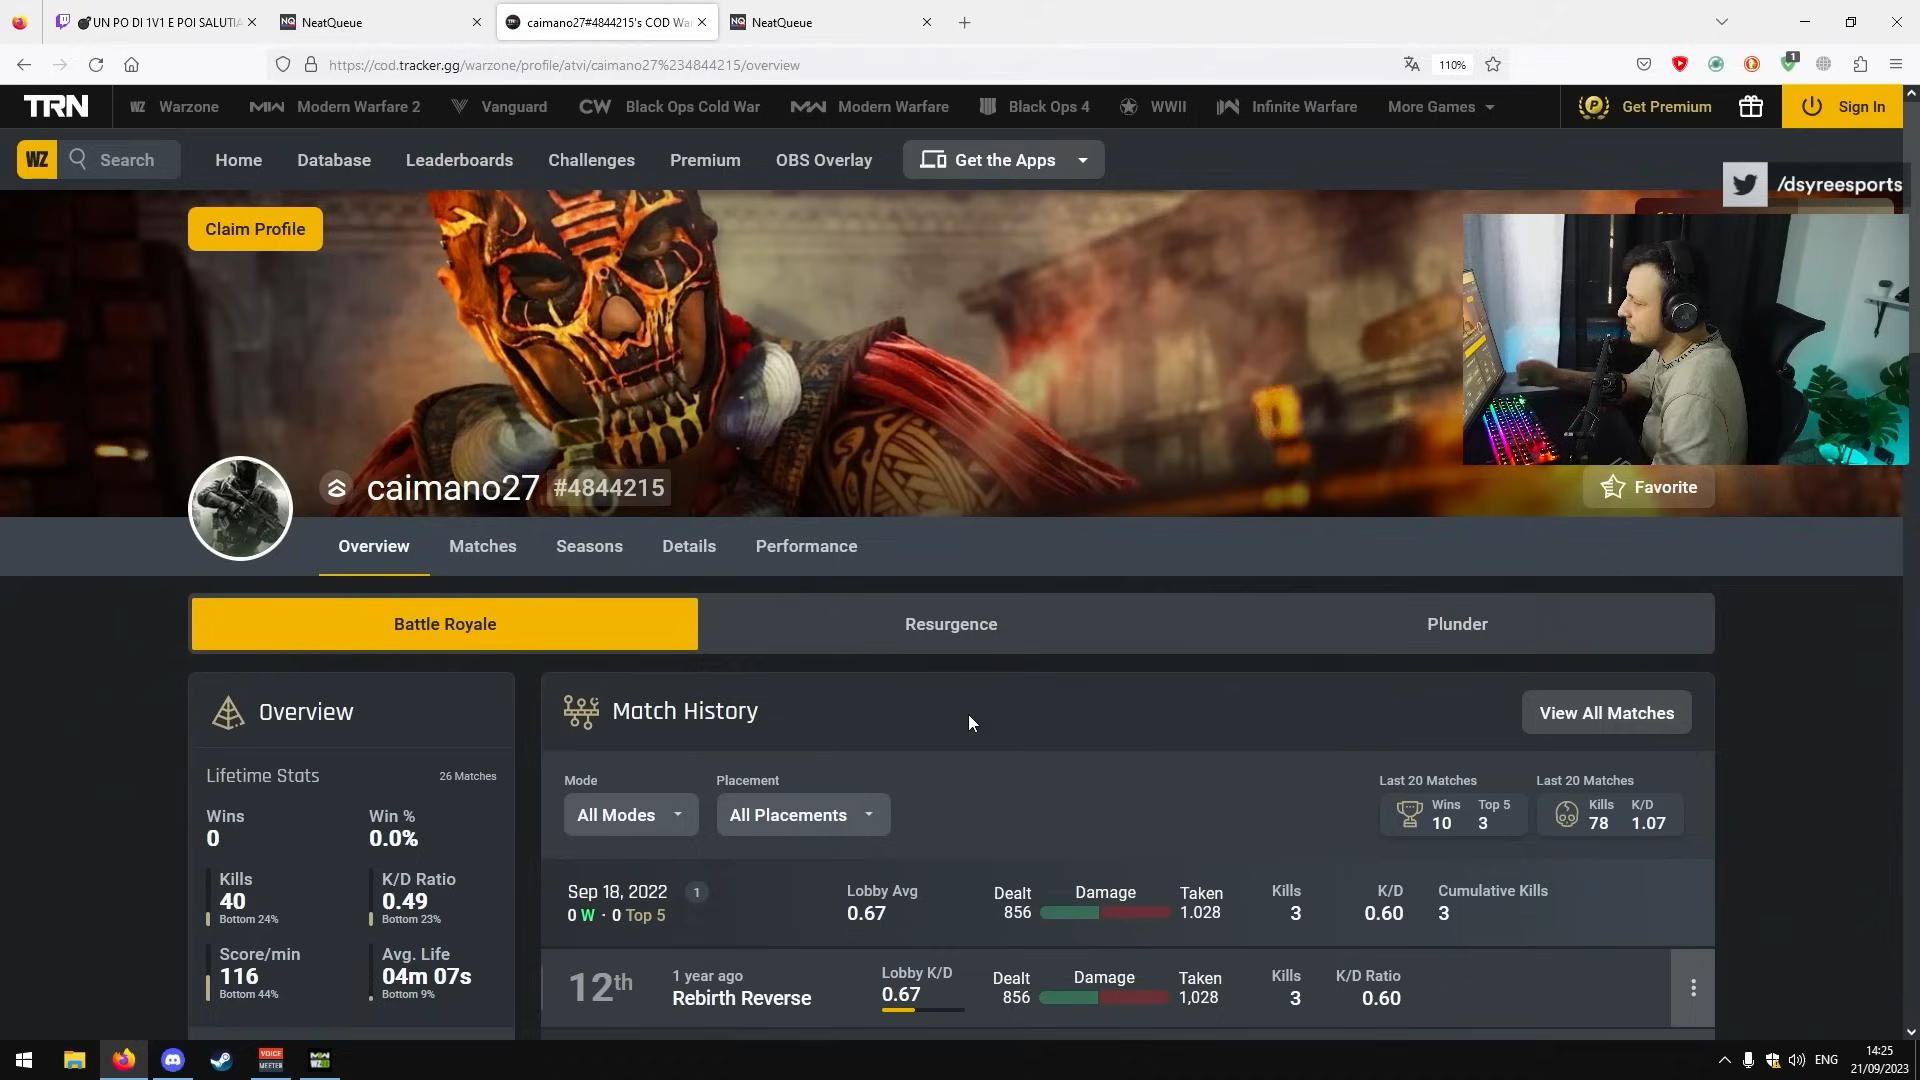 UN PO DI 1V1 E POI SALUTIA
NeatQueue
caimano27#4844215's COD Wa
NeatQueue
https://cod.tracker.gg/warzone/profile/atvi/caimano27%234844215/overview
110%
1
TRN
WZ Warzone
Modern Warfare 2
Vanguard
CW Black Ops Cold War
Modern Warfare
Black Ops 4
WWII
Infinite Warfare
More Games
Get Premium
Sign In
WZ
Search
Home
Database
Leaderboards
Challenges
Premium
OBS Overlay
Get the Apps
/dsyreesports
Claim Profile
caimano27 #4844215
Favorite
Overview
Matches
Seasons
Details
Performance
Battle Royale
Resurgence
Plunder
Overview
Lifetime Stats
26 Matches
Wins
0
Win %
0.0%
Kills
40
Bottom 24%
K/D Ratio
0.49
Bottom 23%
Score/min
116
Bottom 44%
Avg. Life
04m 07s
Bottom 9%
Match History
View All Matches
Mode
All Modes
Placement
All Placements
Last 20 Matches
Wins
10
Top 5
3
Last 20 Matches
Kills
78
K/D
1.07
Sep 18, 2022 1
0 W · 0 Top 5
Lobby Avg
0.67
Dealt
856
Damage
Taken
1.028
Kills
3
K/D
0.60
Cumulative Kills
3
12th
1 year ago
Rebirth Reverse
Lobby K/D
0.67
Dealt
856
Damage
Taken
1,028
Kills
3
K/D Ratio
0.60
VOICE
MEETER
ENG
14:25
21/09/2023